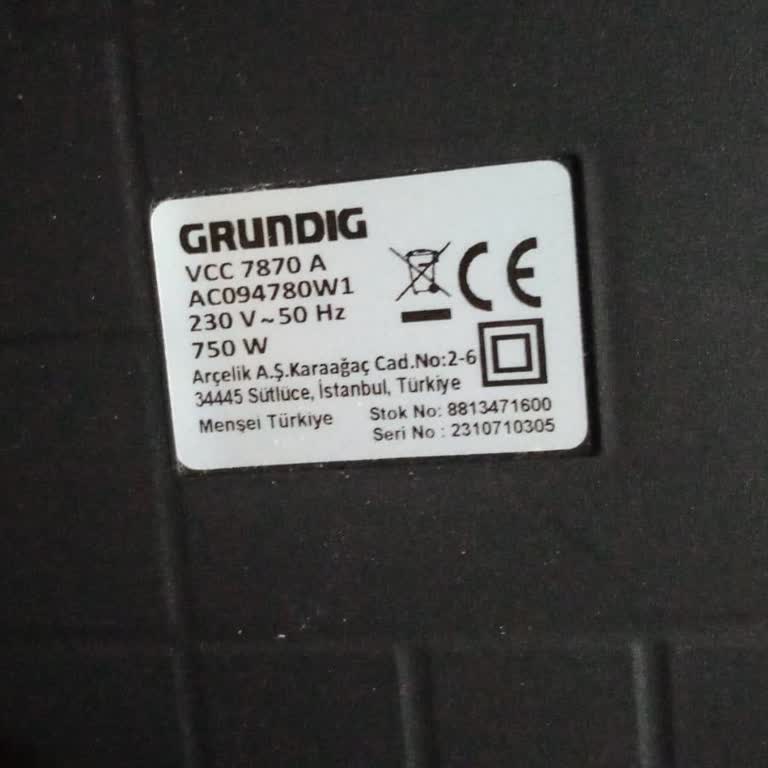 GRUNDIG
VCC 7870 A
AC094780W1
230 V~50 Hz
750 W
Arçelik A.Ş.Karaağaç Cad.No:2-6
34445 Sütlüce, İstanbul, Türkiye
Menşei Türkiye
Stok No: 8813471600
Seri No : 2310710305
CE